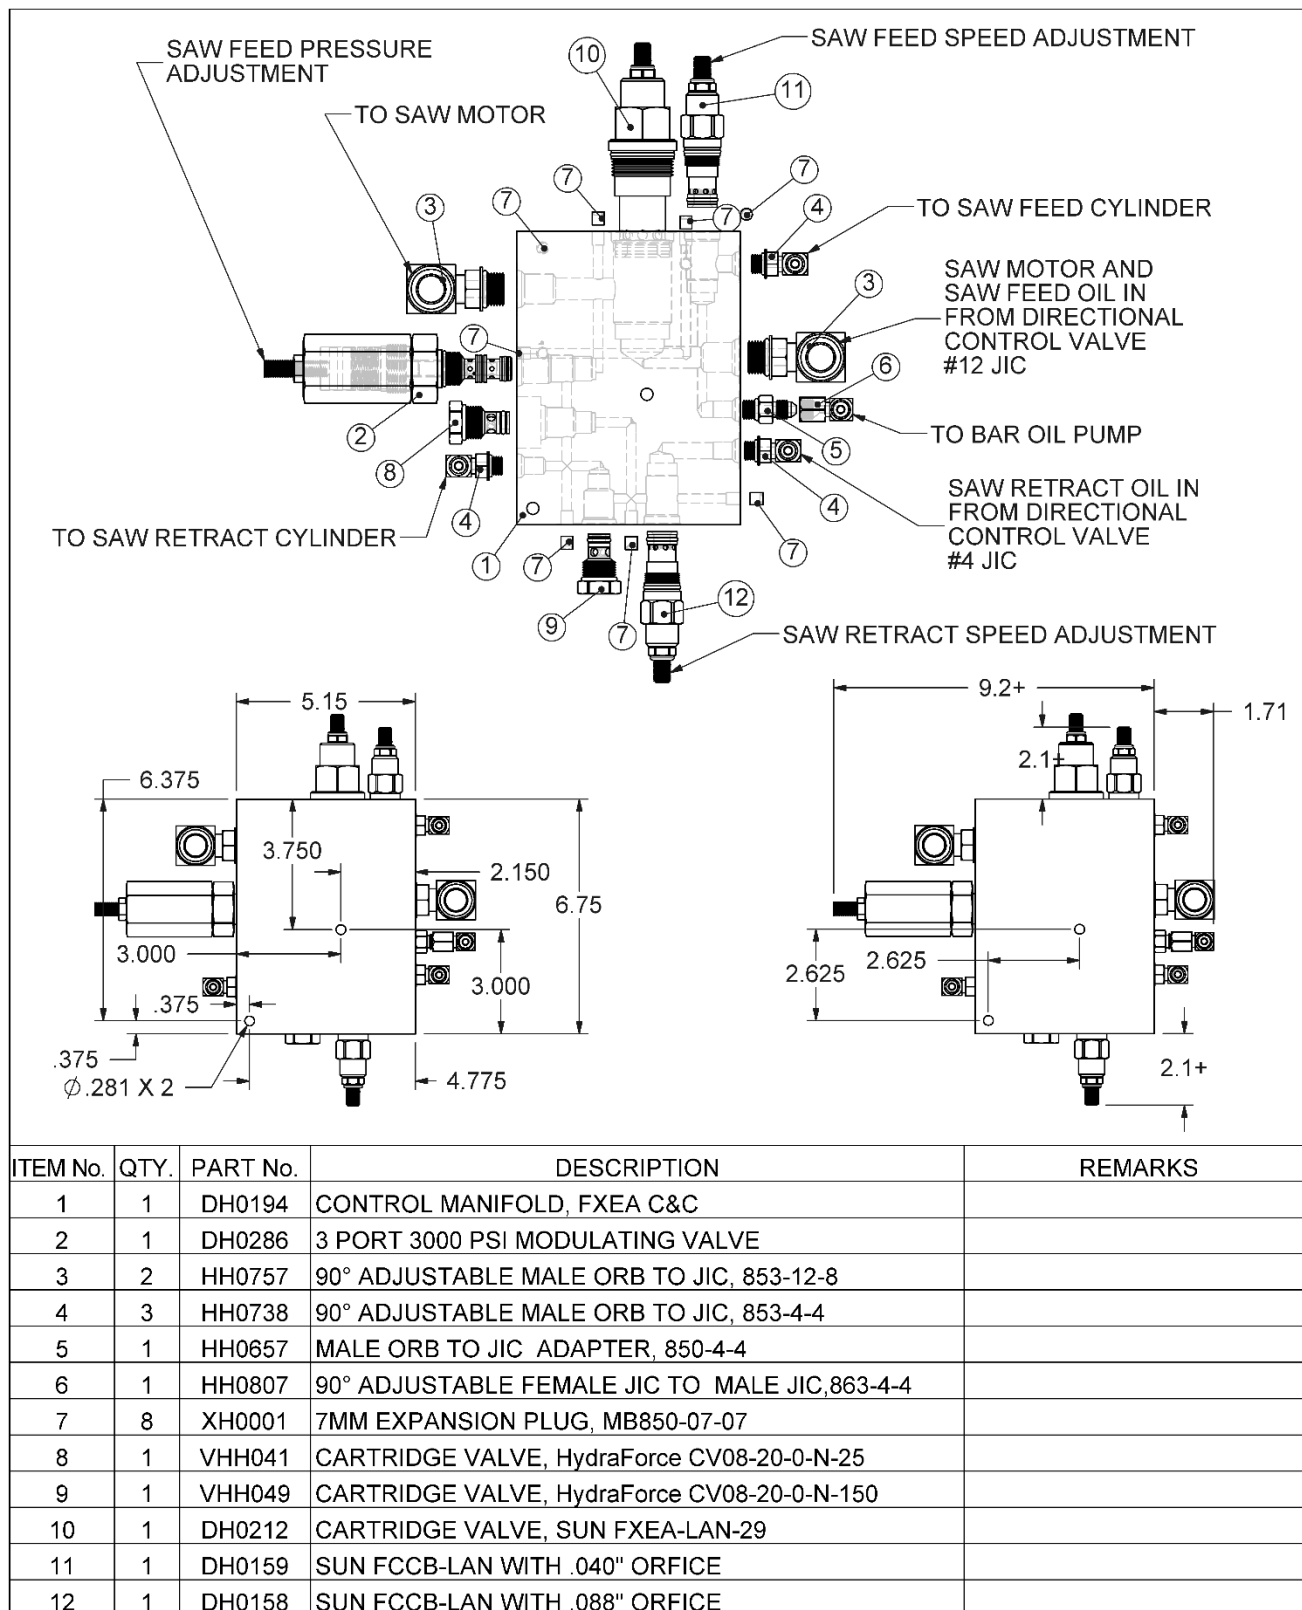 SAW FEED PRESSURE
ADJUSTMENT
TO SAW MOTOR
10
SAW FEED SPEED ADJUSTMENT
11
7
7
7
7
3
4
TO SAW FEED CYLINDER
SAW MOTOR AND
SAW FEED OIL IN
FROM DIRECTIONAL
CONTROL VALVE
#12 JIC
3
7
6
2
8
5
TO BAR OIL PUMP
4
4
SAW RETRACT OIL IN
FROM DIRECTIONAL
CONTROL VALVE
#4 JIC
TO SAW RETRACT CYLINDER
1
7
7
9
7
12
SAW RETRACT SPEED ADJUSTMENT
5.15
6.375
3.750
2.150
6.75
3.000
3.000
.375
.375
∅.281 X 2
4.775
9.2+
1.71
2.1+
2.625
2.625
2.1+
ITEM No. QTY. PART No. DESCRIPTION REMARKS
1 1 DH0194 CONTROL MANIFOLD, FXEA C&C
2 1 DH0286 3 PORT 3000 PSI MODULATING VALVE
3 2 HH0757 90° ADJUSTABLE MALE ORB TO JIC, 853-12-8
4 3 HH0738 90° ADJUSTABLE MALE ORB TO JIC, 853-4-4
5 1 HH0657 MALE ORB TO JIC ADAPTER, 850-4-4
6 1 HH0807 90° ADJUSTABLE FEMALE JIC TO MALE JIC,863-4-4
7 8 XH0001 7MM EXPANSION PLUG, MB850-07-07
8 1 VHH041 CARTRIDGE VALVE, HydraForce CV08-20-0-N-25
9 1 VHH049 CARTRIDGE VALVE, HydraForce CV08-20-0-N-150
10 1 DH0212 CARTRIDGE VALVE, SUN FXEA-LAN-29
11 1 DH0159 SUN FCCB-LAN WITH .040" ORFICE
12 1 DH0158 SUN FCCB-LAN WITH .088" ORFICE